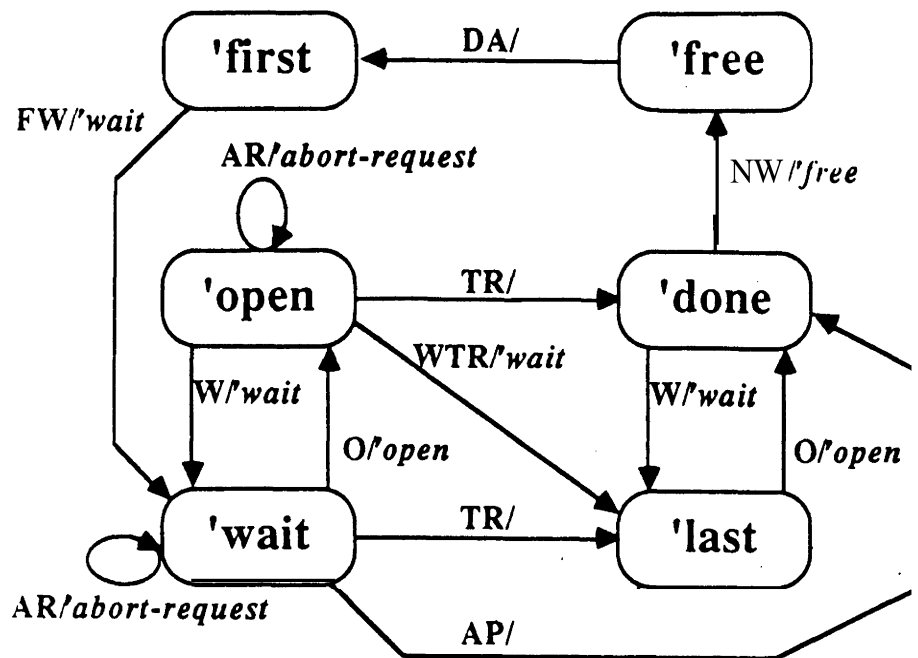 DA/
'first
'free
FW/'wait
AR/'abort-request
NW/'free
'open
TR/
'done
WTR/'wait
W/'wait
W/'wait
O/'open
O/'open
'wait
TR/
'last
AR/'abort-request
AP/